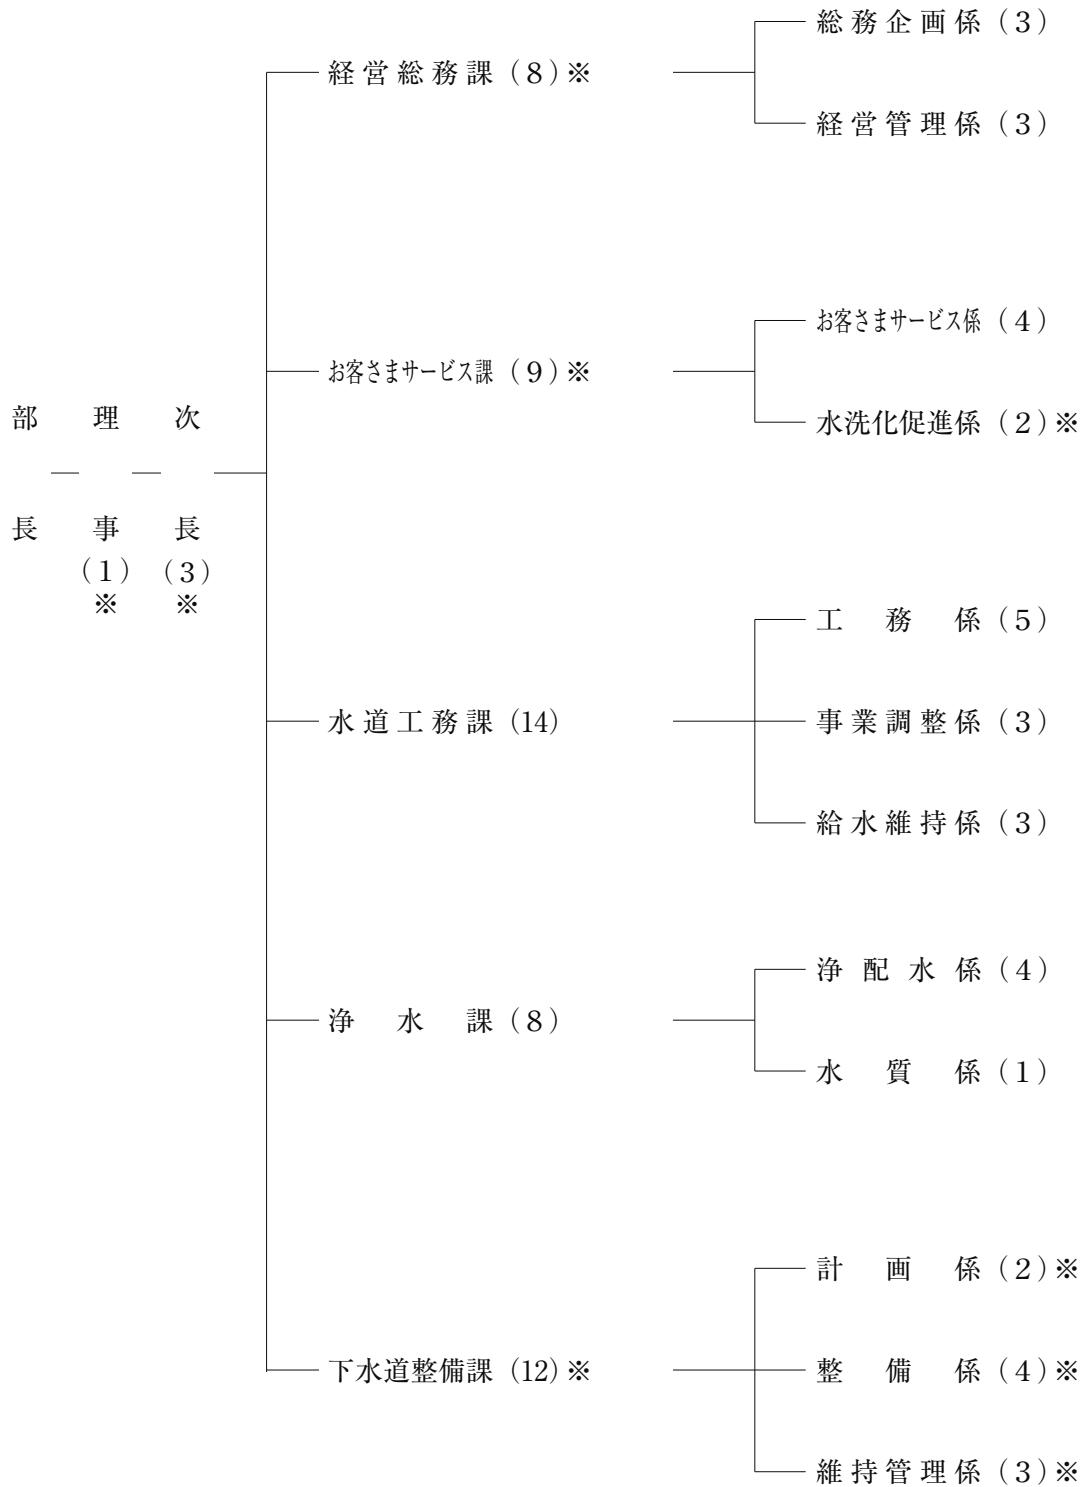 部長
理事(1)※
次長(3)※
経営総務課(8)※
総務企画係(3)
経営管理係(3)
お客さまサービス課(9)※
お客さまサービス係(4)
水洗化促進係(2)※
水道工務課(14)
工務係(5)
事業調整係(3)
給水維持係(3)
浄水課(8)
浄配水係(4)
水質係(1)
下水道整備課(12)※
計画係(2)※
整備係(4)※
維持管理係(3)※